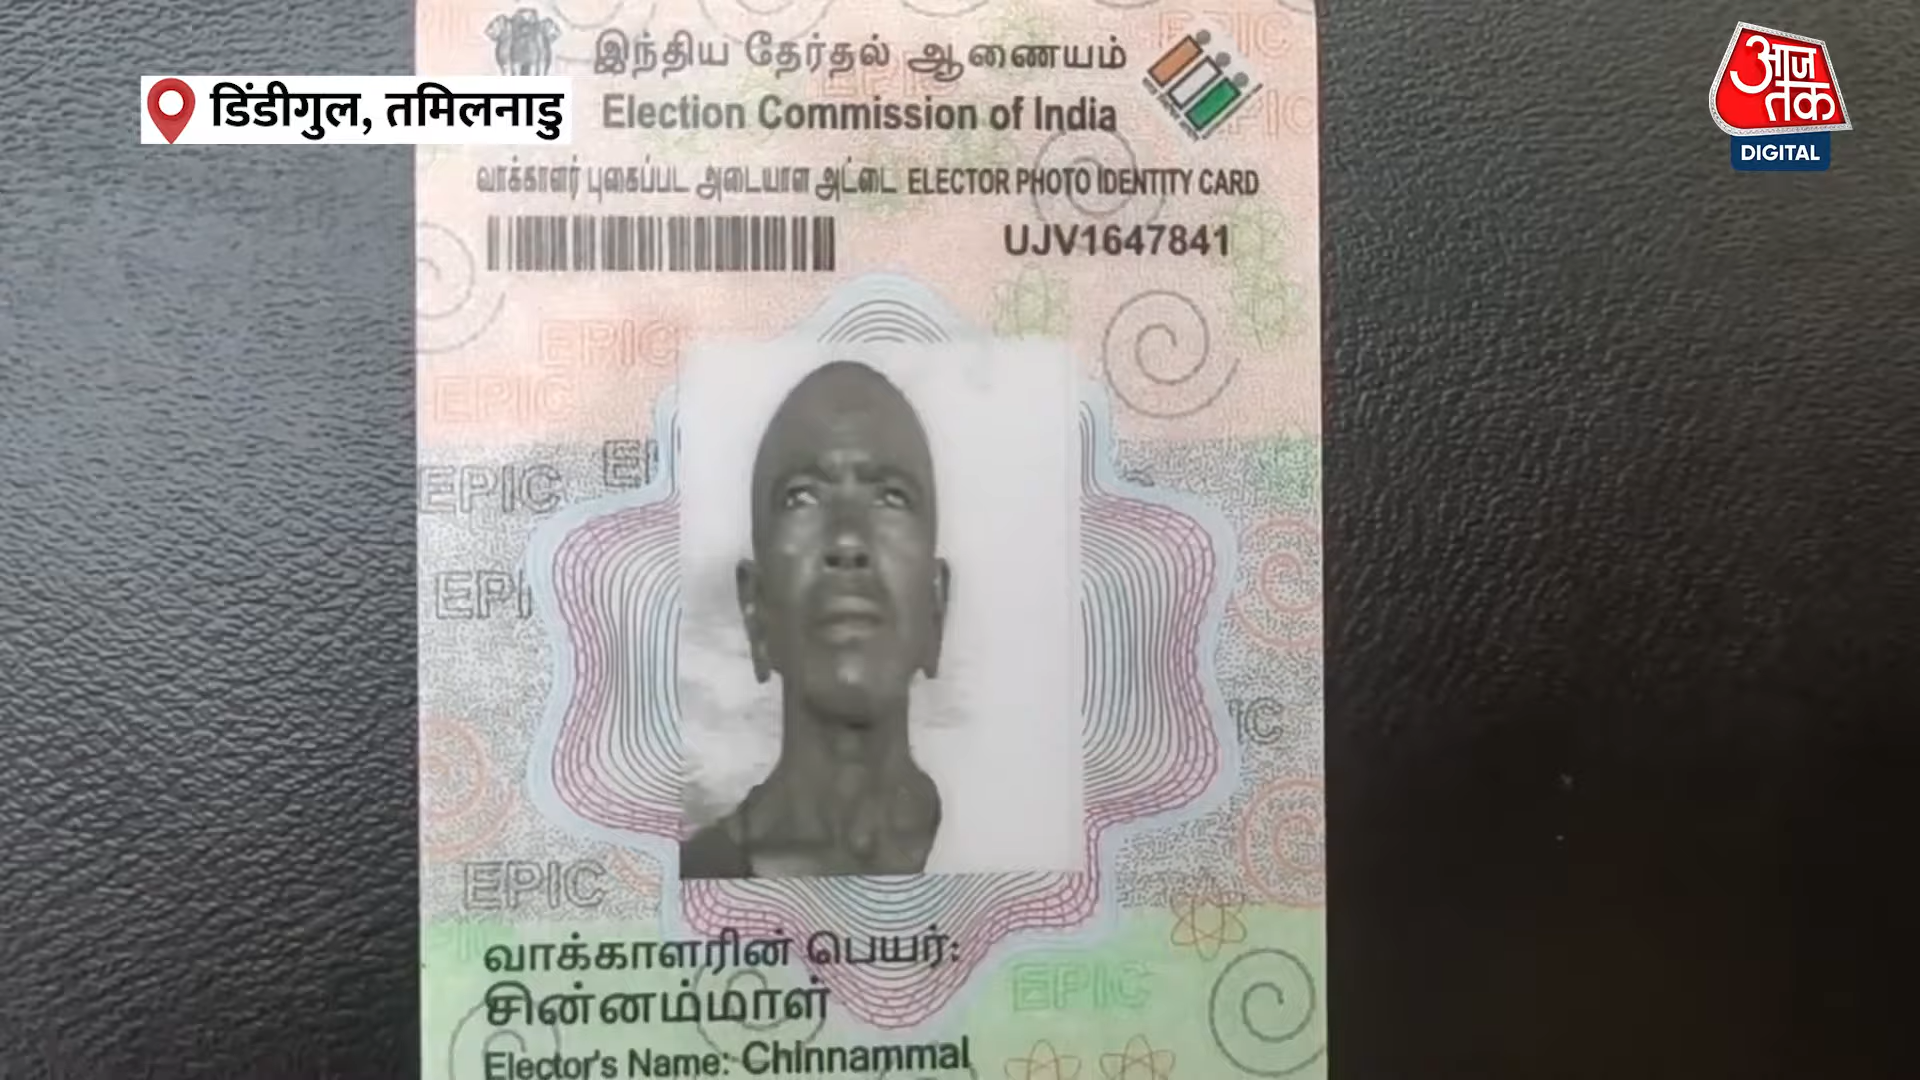 இந்திய தேர்தல் ஆணையம்
डिंडीगुल, तमिलनाडु
Election Commission of India
आज तक
DIGITAL
வாக்காளர் புகைப்பட அடையாள அட்டை ELECTOR PHOTO IDENTITY CARD
UJV1647841
EPIC
EPIC
EPIC
EPIC
EPIC
EPIC
வாக்காளரின் பெயர்:
சின்னம்மாள்
Elector's Name: Chinnammal